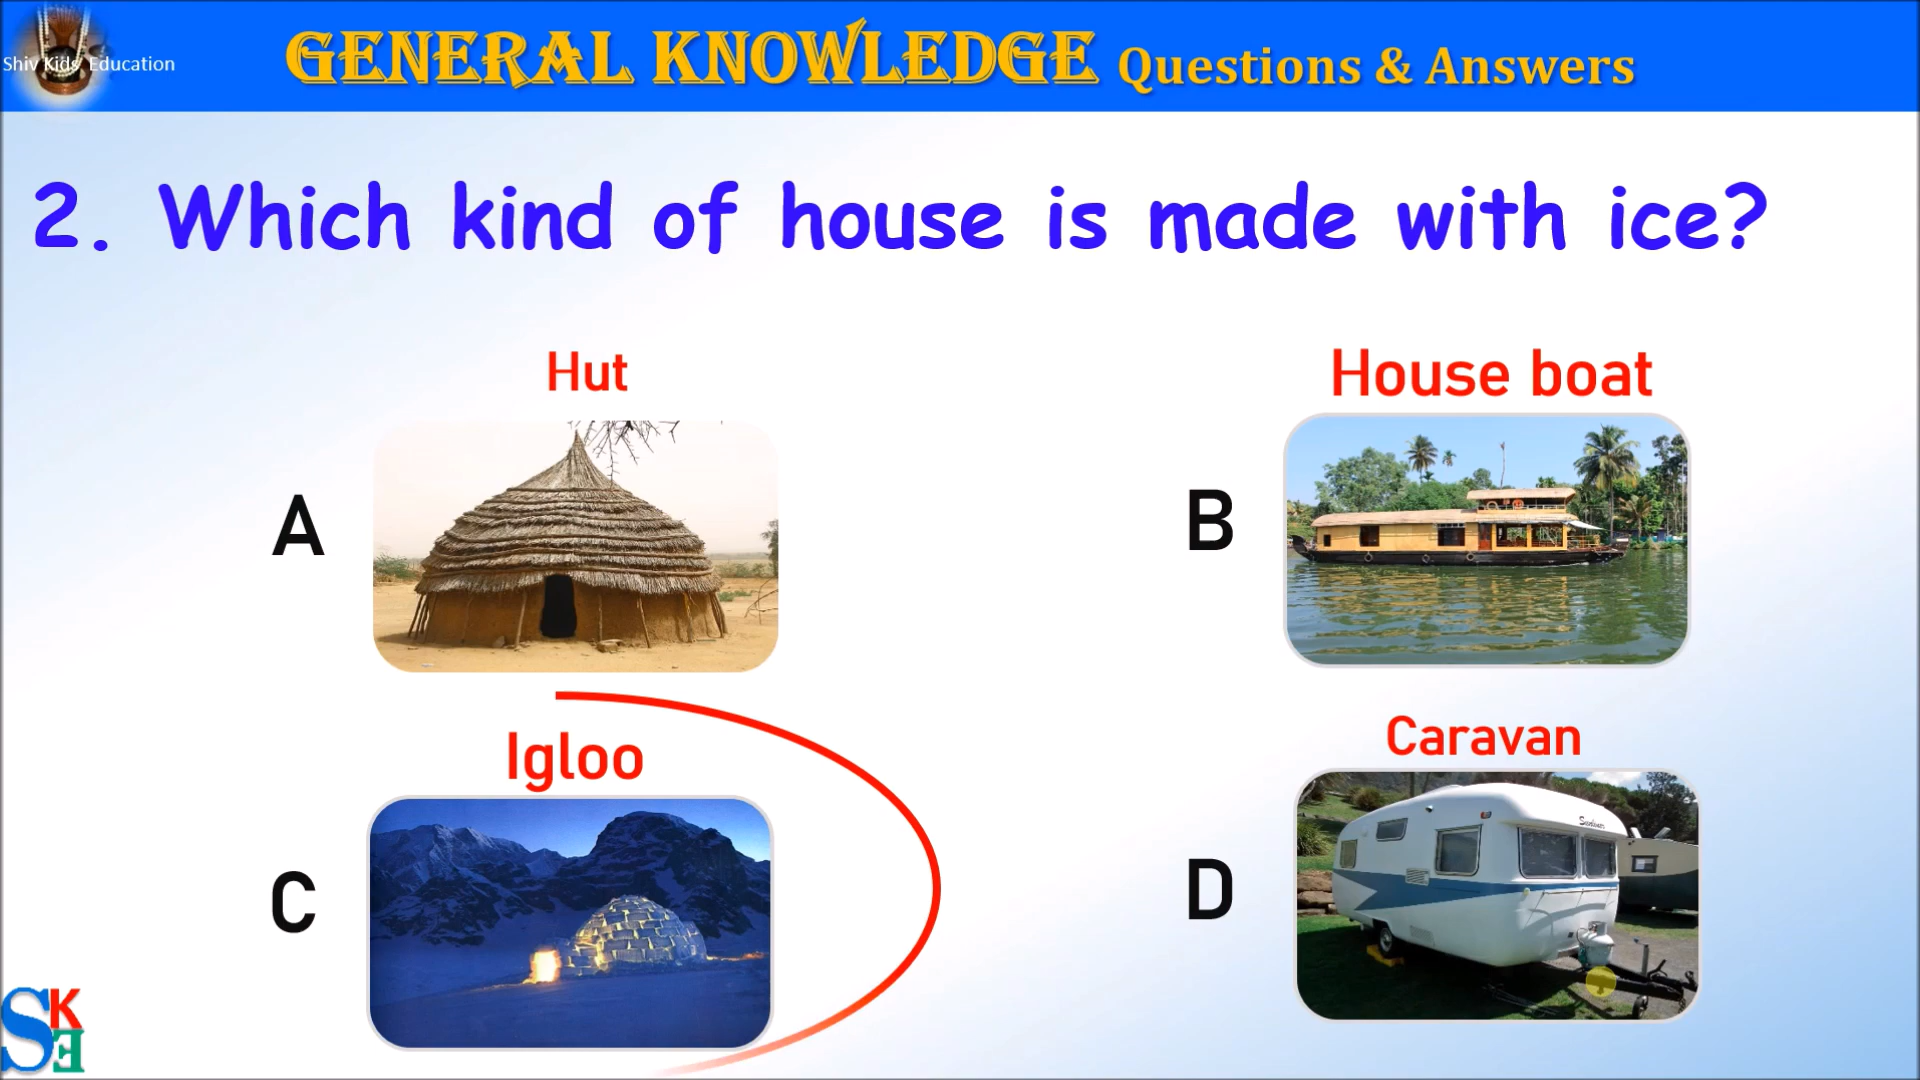 Shiv Kids' Education
GENERAL KNOWLEDGE Questions & Answers
2. Which kind of house is made with ice?
Hut
House boat
A
B
Igloo
Caravan
C
D
SKE